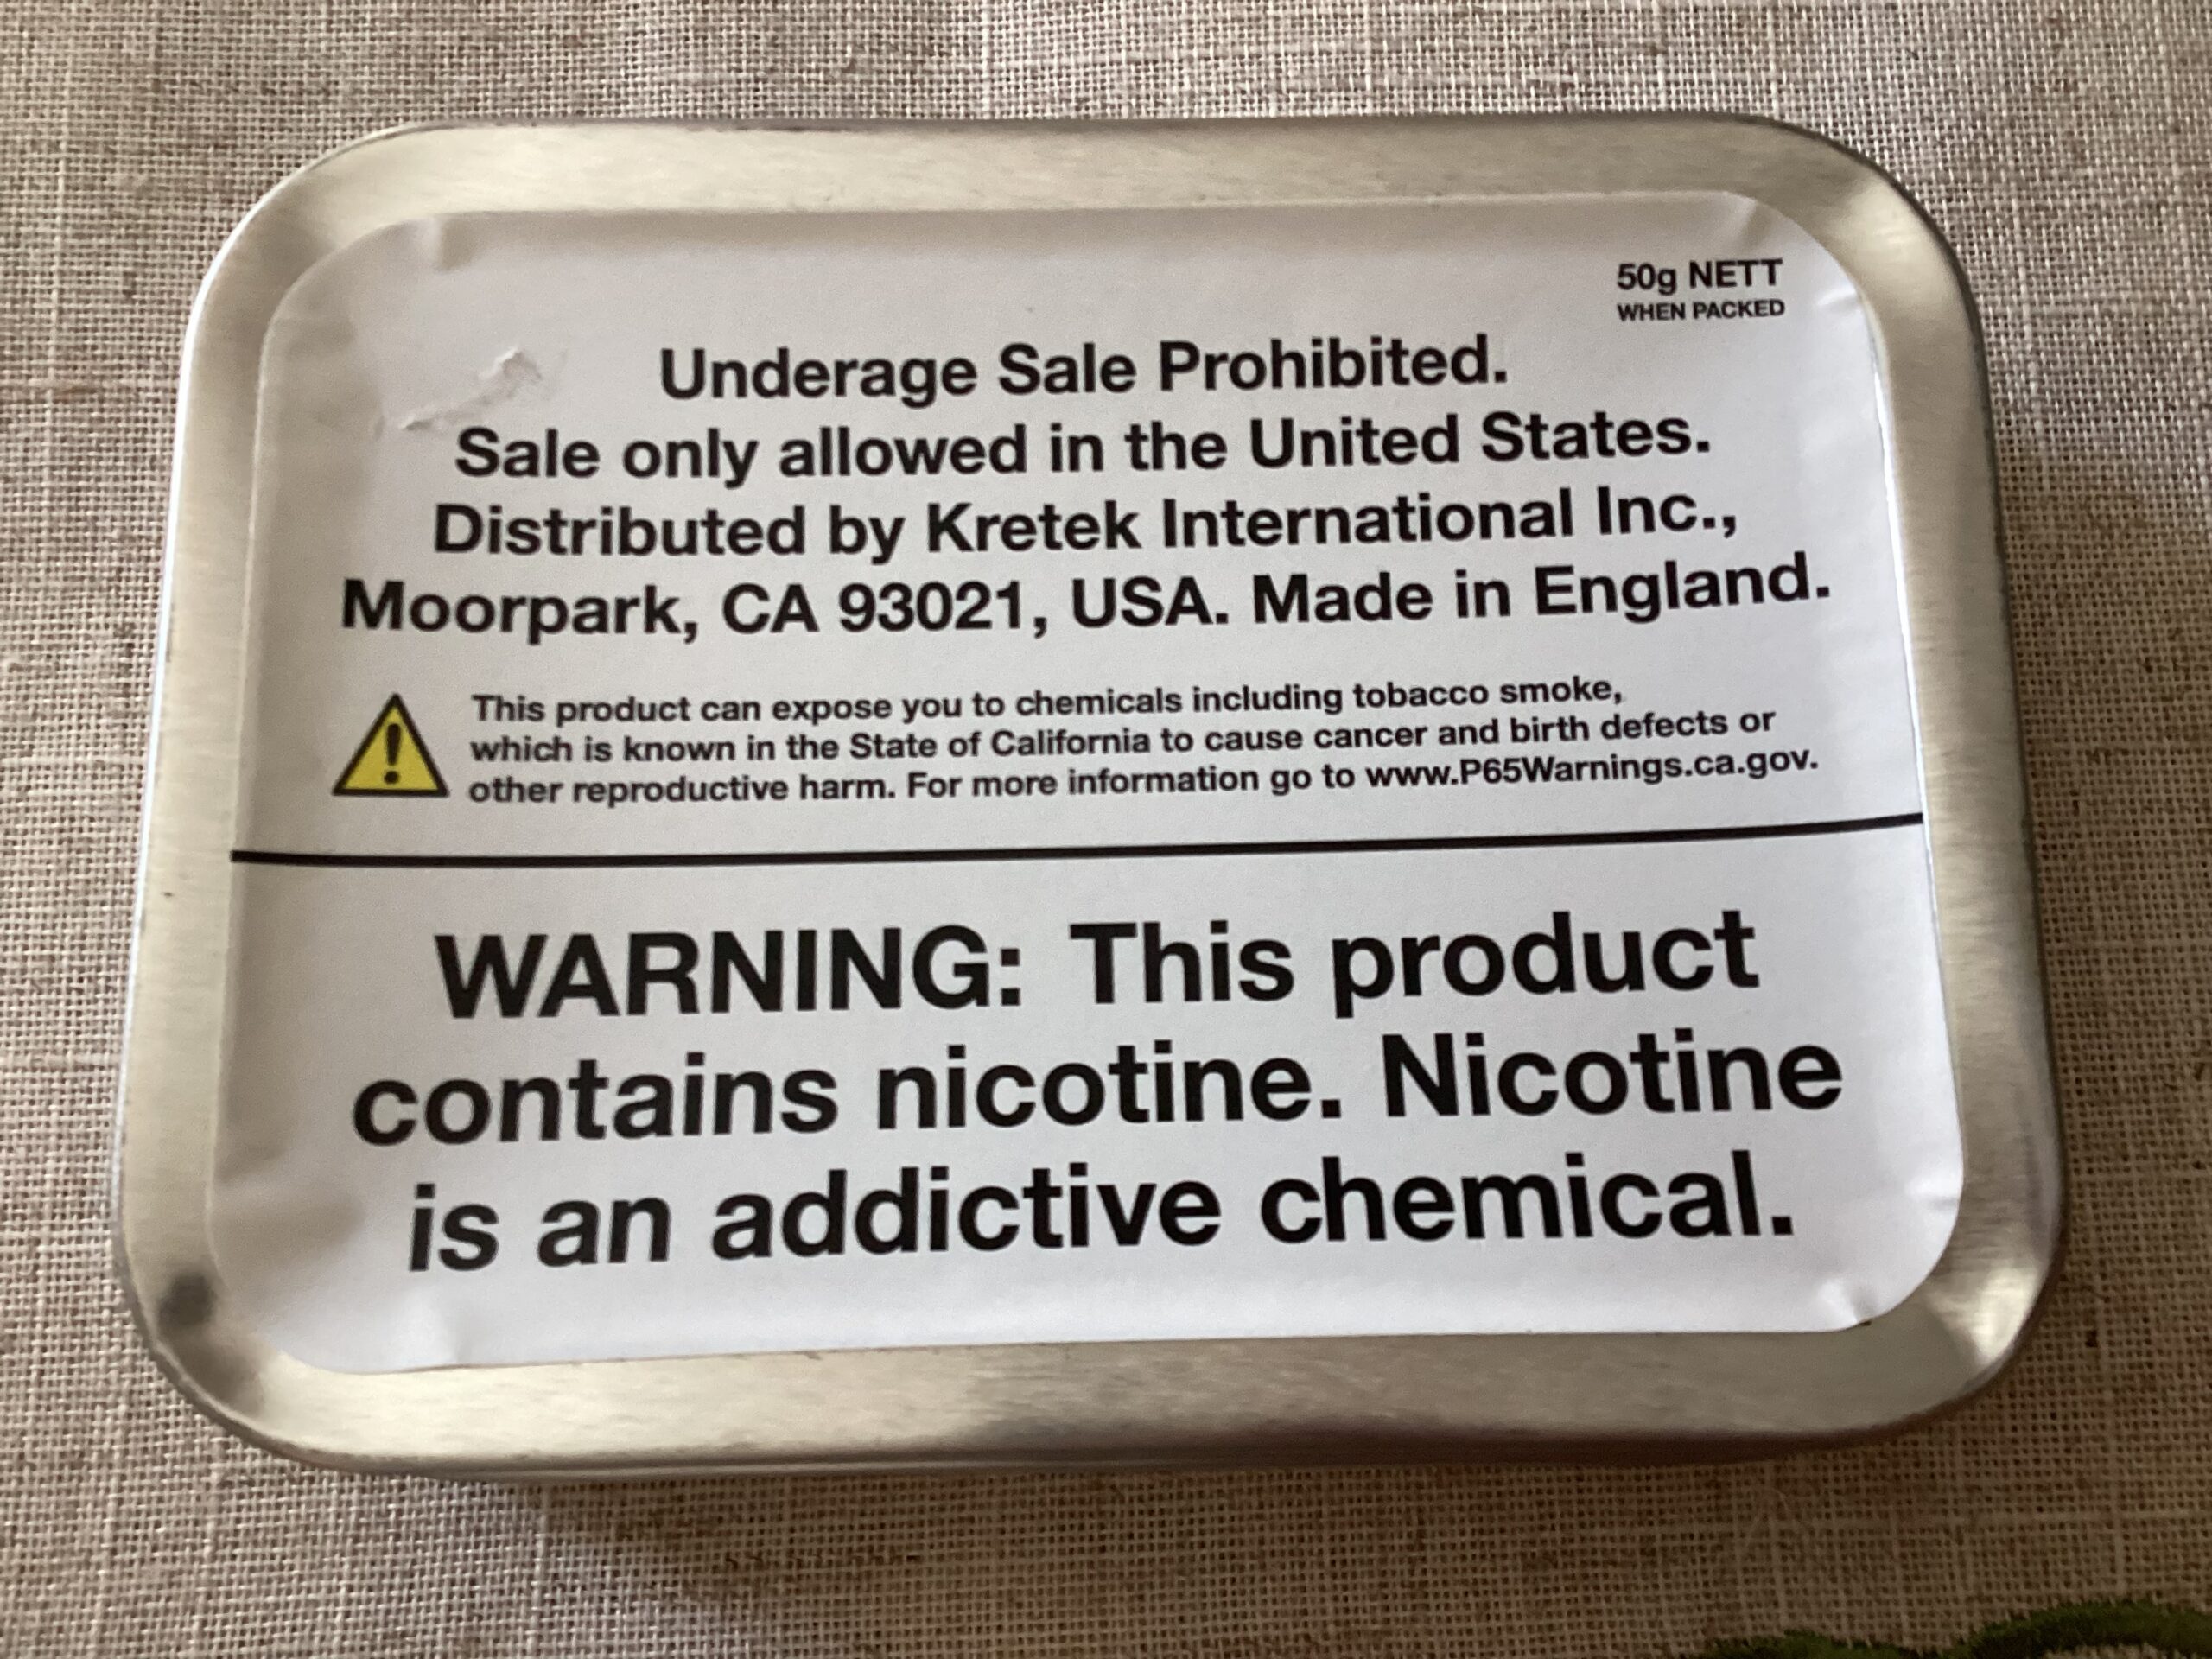 50g NETT
WHEN PACKED
Underage Sale Prohibited.
Sale only allowed in the United States.
Distributed by Kretek International Inc.,
Moorpark, CA 93021, USA. Made in England.
This product can expose you to chemicals including tobacco smoke,
which is known in the State of California to cause cancer and birth defects or
other reproductive harm. For more information go to www.P65Warnings.ca.gov.
WARNING: This product
contains nicotine. Nicotine
is an addictive chemical.